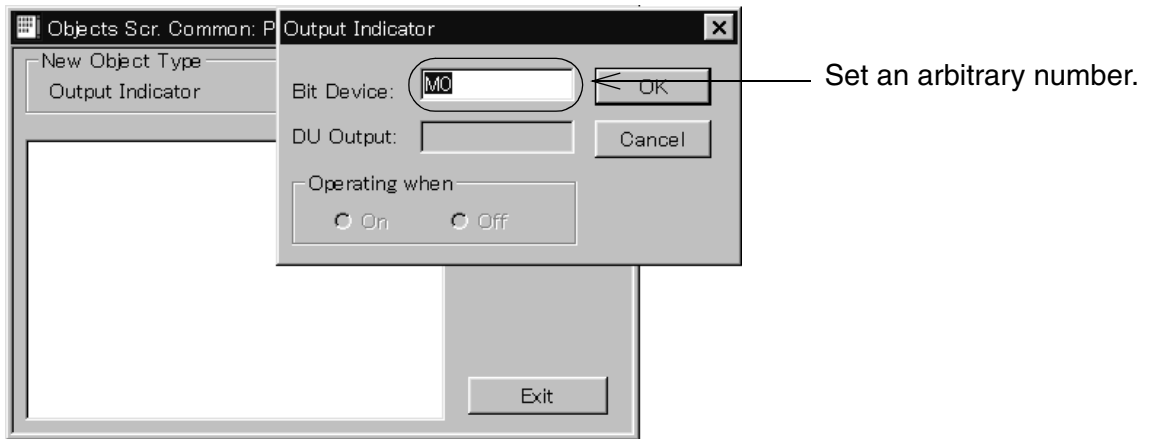 Objects Scr. Common: P
New Object Type
Output Indicator
Exit
Output Indicator
Bit Device:
M0
OK
DU Output:
Cancel
Operating when
On
Off
Set an arbitrary number.